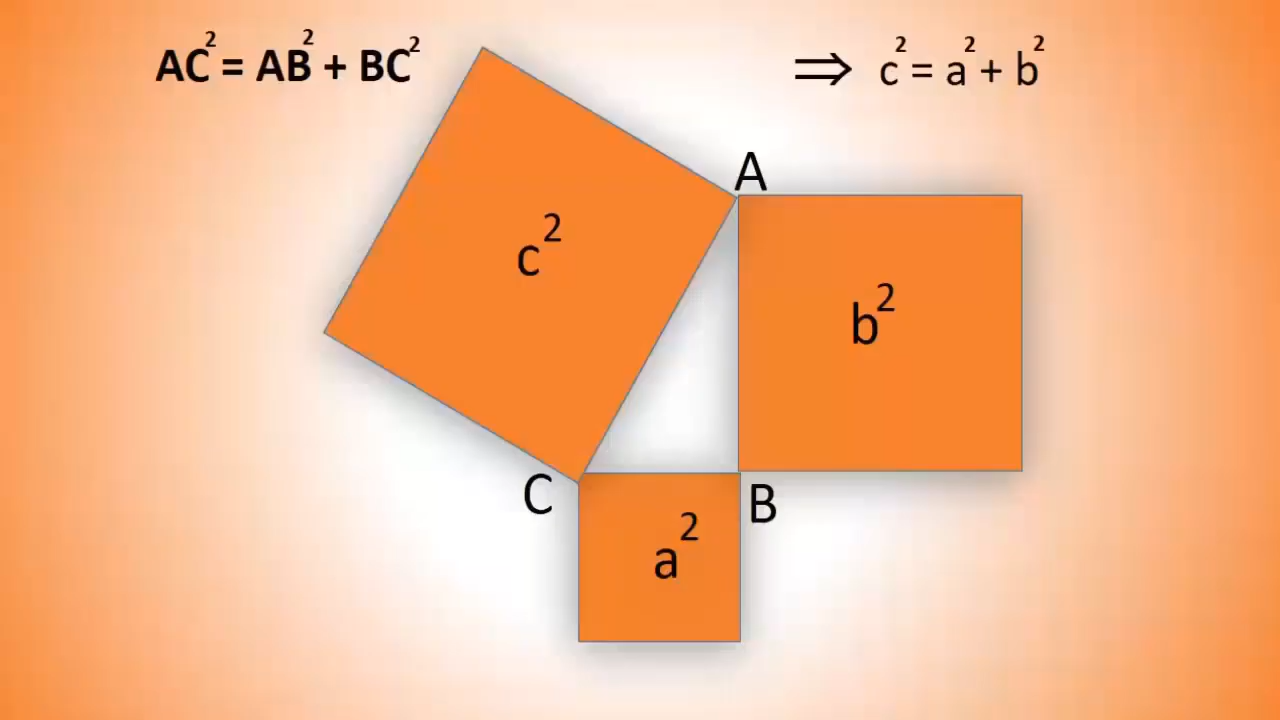 AC² = AB² + BC²
⇒ c² = a² + b²
A
c²
b²
C
B
a²